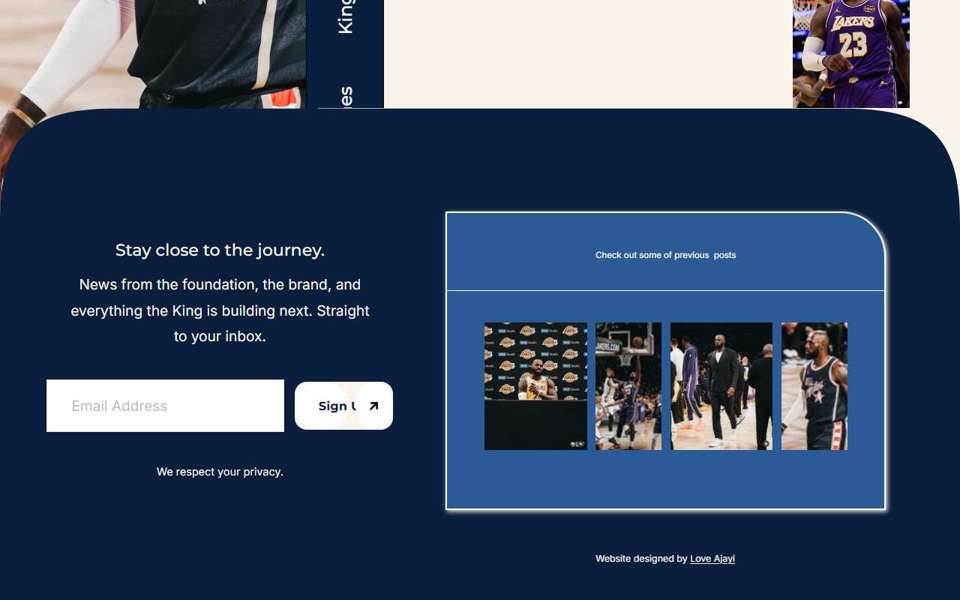 King
LAKERS
23
Stay close to the journey.
News from the foundation, the brand, and
everything the King is building next. Straight
to your inbox.
Email Address
Sign U
We respect your privacy.
Check out some of previous posts
Website designed by Love Ajayi